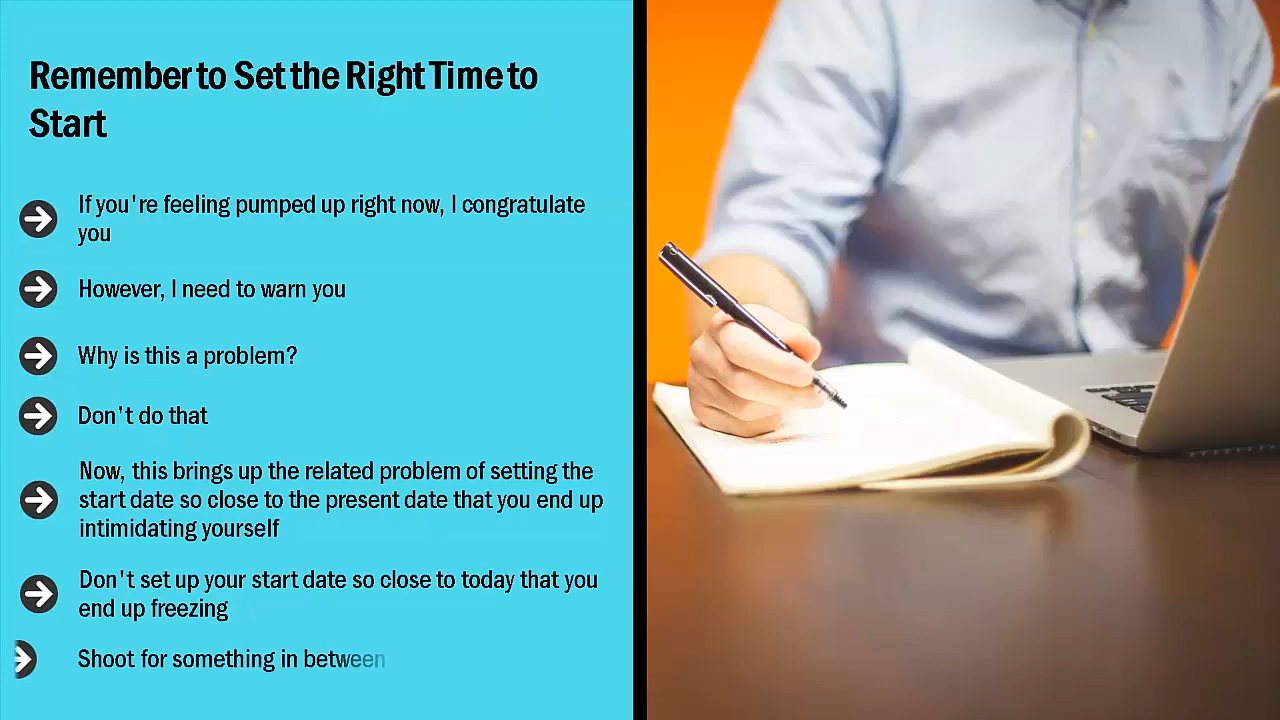 Remember to Set the Right Time to
Start
If you're feeling pumped up right now, I congratulate
you
However, I need to warn you
Why is this a problem?
Don't do that
Now, this brings up the related problem of setting the
start date so close to the present date that you end up
intimidating yourself
Don't set up your start date so close to today that you
end up freezing
Shoot for something in between